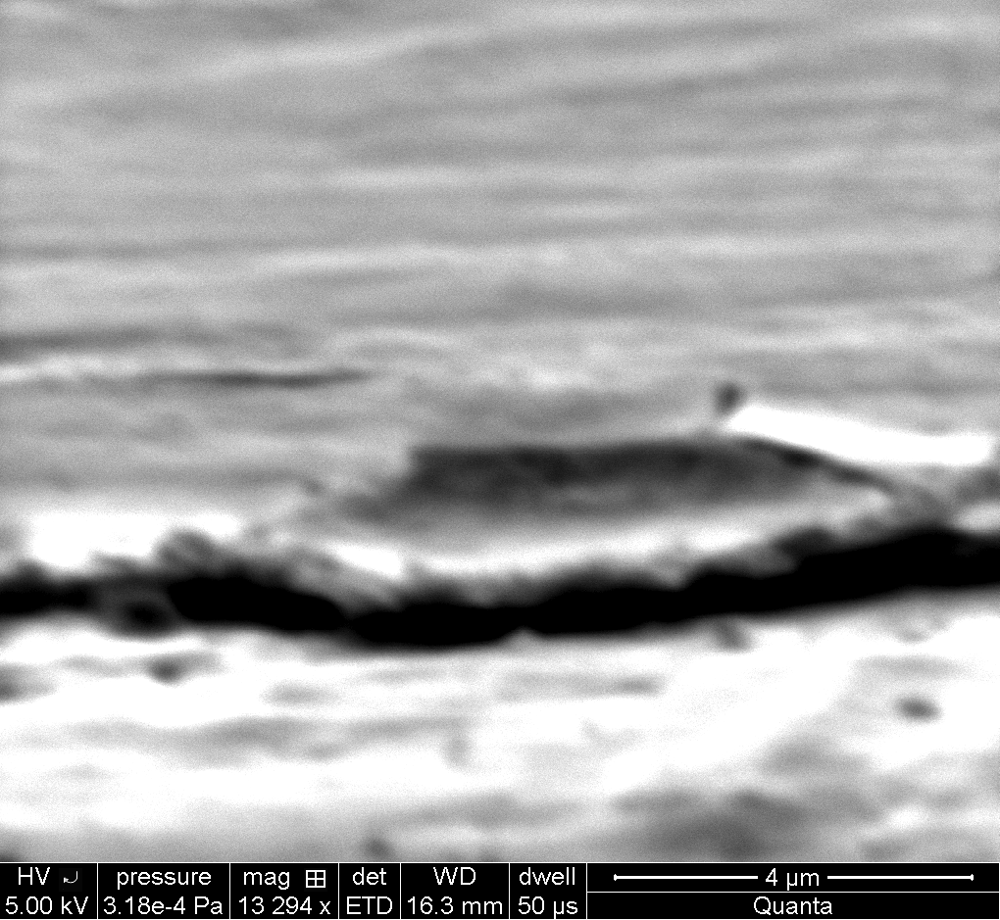 HV pressure mag det WD dwell 4 µm
5.00 kV 3.18e-4 Pa 13 294 x ETD 16.3 mm 50 µs Quanta